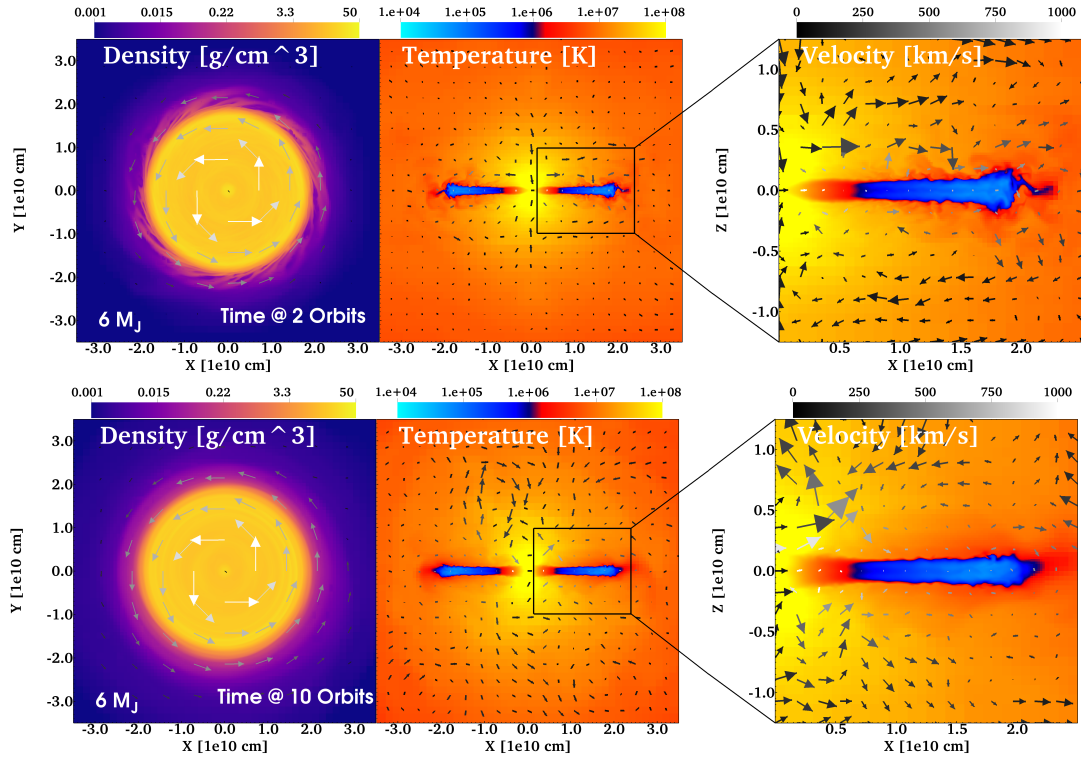 0.001 0.015 0.22 3.3 50
1.e+04 1.e+05 1.e+06 1.e+07 1.e+08
0 250 500 750 1000
Density [g/cm^3]
Temperature [K]
Velocity [km/s]
Y [1e10 cm]
3.0
2.0
1.0
0.0
-1.0
-2.0
-3.0
6 MJ
Time @ 2 Orbits
-3.0 -2.0 -1.0 0.0 1.0 2.0 3.0
X [1e10 cm]
-3.0 -2.0 -1.0 0.0 1.0 2.0 3.0
X [1e10 cm]
Z [1e10 cm]
1.0
0.5
0.0
-0.5
-1.0
0.5 1.0 1.5 2.0
X [1e10 cm]
0.001 0.015 0.22 3.3 50
1.e+04 1.e+05 1.e+06 1.e+07 1.e+08
0 250 500 750 1000
Density [g/cm^3]
Temperature [K]
Velocity [km/s]
Y [1e10 cm]
3.0
2.0
1.0
0.0
-1.0
-2.0
-3.0
6 MJ
Time @ 10 Orbits
-3.0 -2.0 -1.0 0.0 1.0 2.0 3.0
X [1e10 cm]
-3.0 -2.0 -1.0 0.0 1.0 2.0 3.0
X [1e10 cm]
Z [1e10 cm]
1.0
0.5
0.0
-0.5
-1.0
0.5 1.0 1.5 2.0
X [1e10 cm]